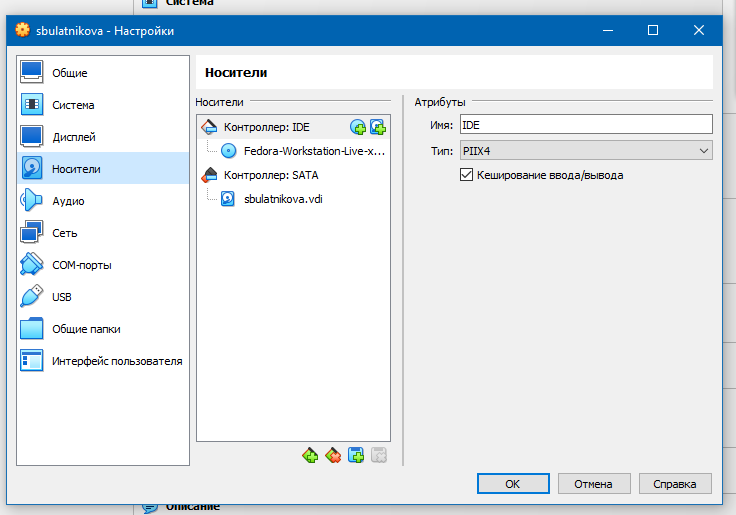 Система
sbulatnikova - Настройки
Общие
Система
Дисплей
Носители
Аудио
Сеть
COM-порты
USB
Общие папки
Интерфейс пользователя
Носители
Носители
Контроллер: IDE
Fedora-Workstation-Live-x...
Контроллер: SATA
sbulatnikova.vdi
Атрибуты
Имя: IDE
Тип: PIIX4
Кеширование ввода/вывода
OK Отмена Справка
Описание